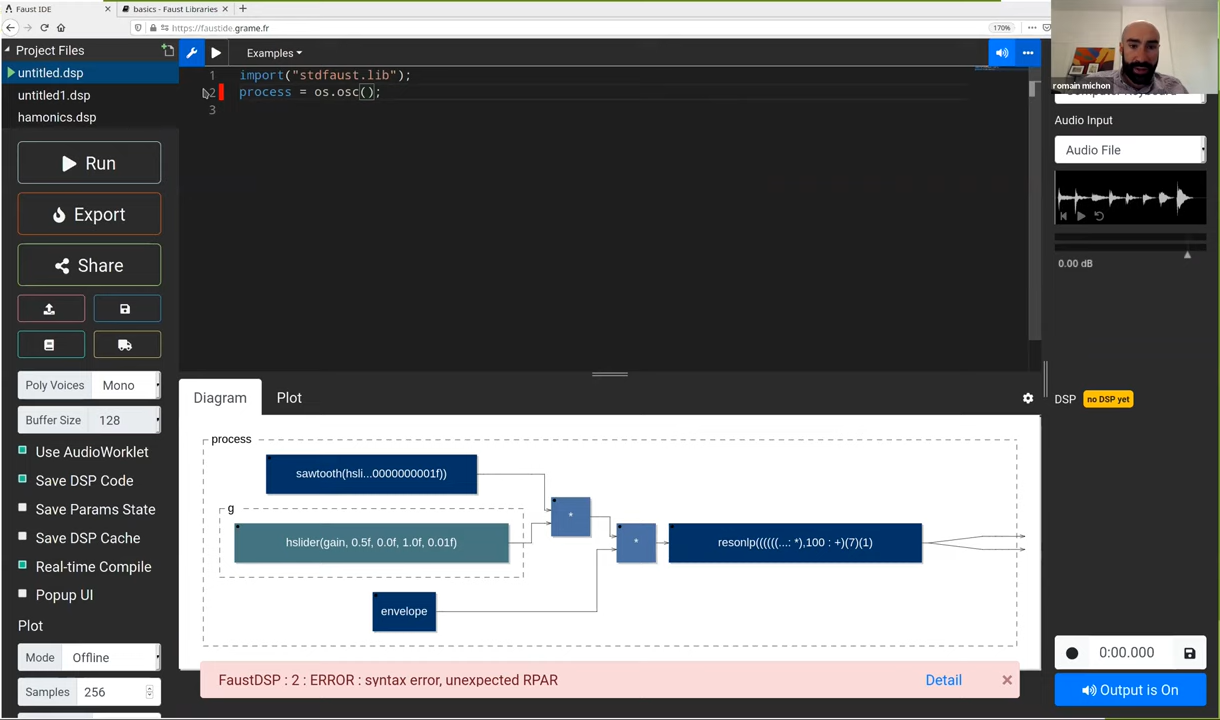 Faust IDE
basics - Faust Libraries
https://faustide.grame.fr
170%
Project Files
Examples
untitled.dsp
untitled1.dsp
hamonics.dsp
1 import("stdfaust.lib");
2 process = os.osc();
3
romain michon
Audio Input
Audio File
0.00 dB
Run
Export
Share
Poly Voices Mono
Buffer Size 128
Use AudioWorklet
Save DSP Code
Save Params State
Save DSP Cache
Real-time Compile
Popup UI
Plot
Mode Offline
Samples 256
Diagram
Plot
DSP no DSP yet
process
sawtooth(hsli...0000000001f))
g
*
hslider(gain, 0.5f, 0.0f, 1.0f, 0.01f)
*
resonlp((((((...: *),100 : +)(7)(1)
envelope
FaustDSP : 2 : ERROR : syntax error, unexpected RPAR
Detail
0:00.000
Output is On